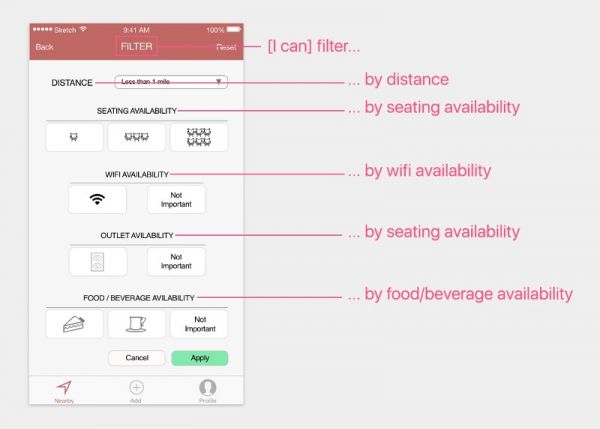 Sketch 9:41 AM 100%
Back FILTER Reset
[I can] filter...
DISTANCE Less than 1 mile
... by distance
SEATING AVAILABILITY
... by seating availability
WIFI AVAILABILITY
... by wifi availability
Not
Important
OUTLET AVILABILITY
... by seating availability
Not
Important
FOOD / BEVERAGE AVILABILITY
... by food/beverage availability
Not
Important
Cancel Apply
Nearby Add Profile